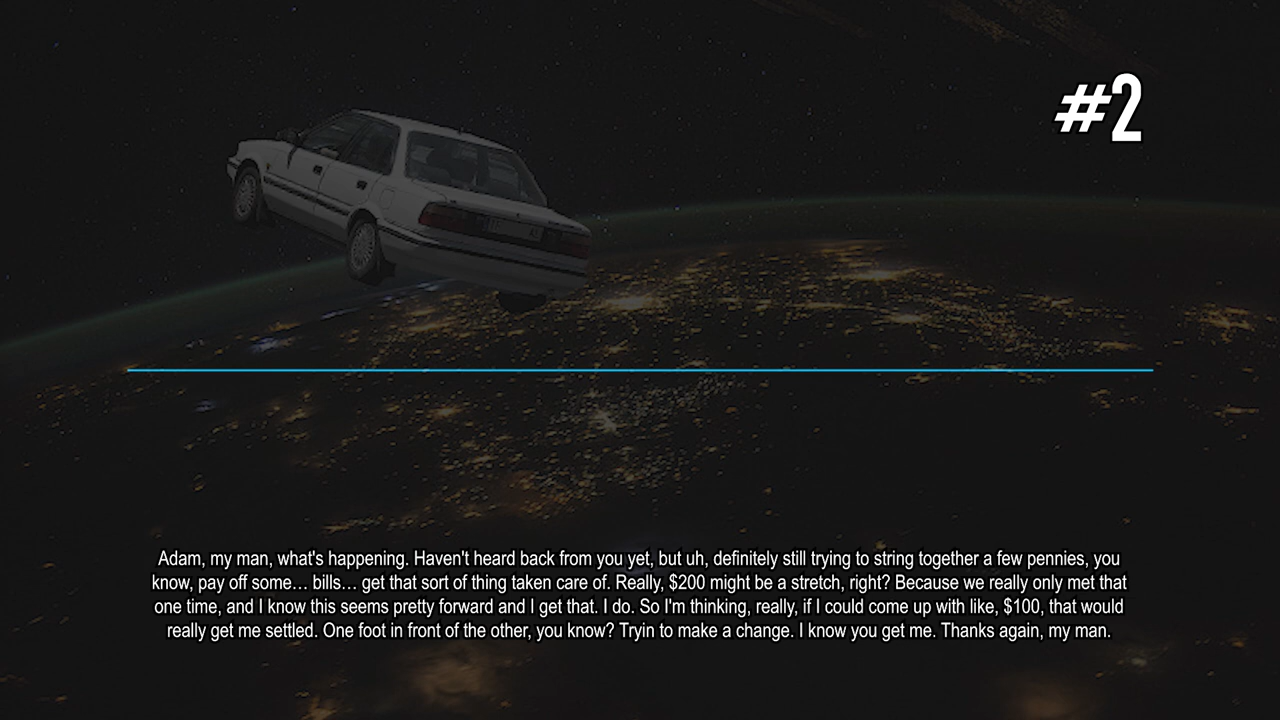 #2
Adam, my man, what's happening. Haven't heard back from you yet, but uh, definitely still trying to string together a few pennies, you
know, pay off some… bills… get that sort of thing taken care of. Really, $200 might be a stretch, right? Because we really only met that
one time, and I know this seems pretty forward and I get that. I do. So I'm thinking, really, if I could come up with like, $100, that would
really get me settled. One foot in front of the other, you know? Tryin to make a change. I know you get me. Thanks again, my man.